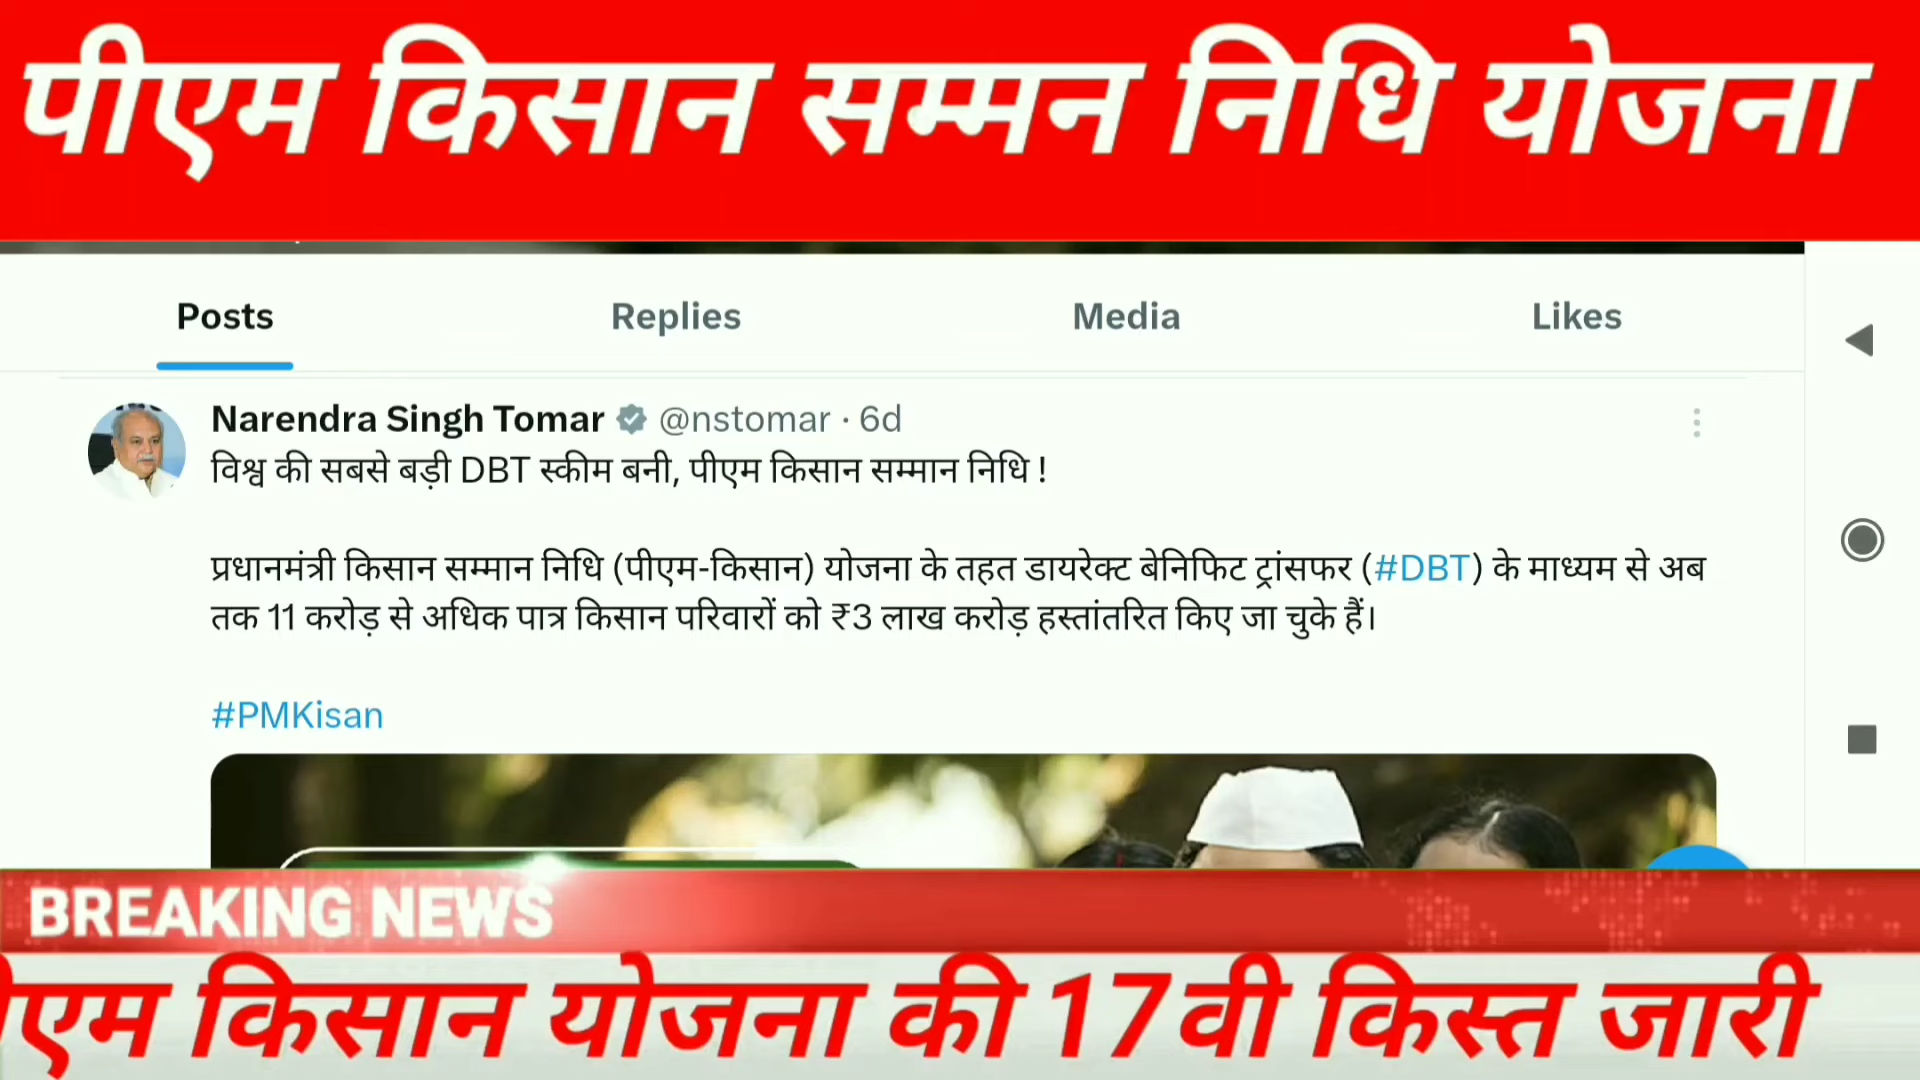 पीएम किसान सम्मन निधि योजना
Posts Replies Media Likes
Narendra Singh Tomar @nstomar · 6d
विश्व की सबसे बड़ी DBT स्कीम बनी, पीएम किसान सम्मान निधि !
प्रधानमंत्री किसान सम्मान निधि (पीएम-किसान) योजना के तहत डायरेक्ट बेनिफिट ट्रांसफर (#DBT) के माध्यम से अब
तक 11 करोड़ से अधिक पात्र किसान परिवारों को ₹3 लाख करोड़ हस्तांतरित किए जा चुके हैं।
#PMKisan
BREAKING NEWS
पीएम किसान योजना की 17वी किस्त जारी